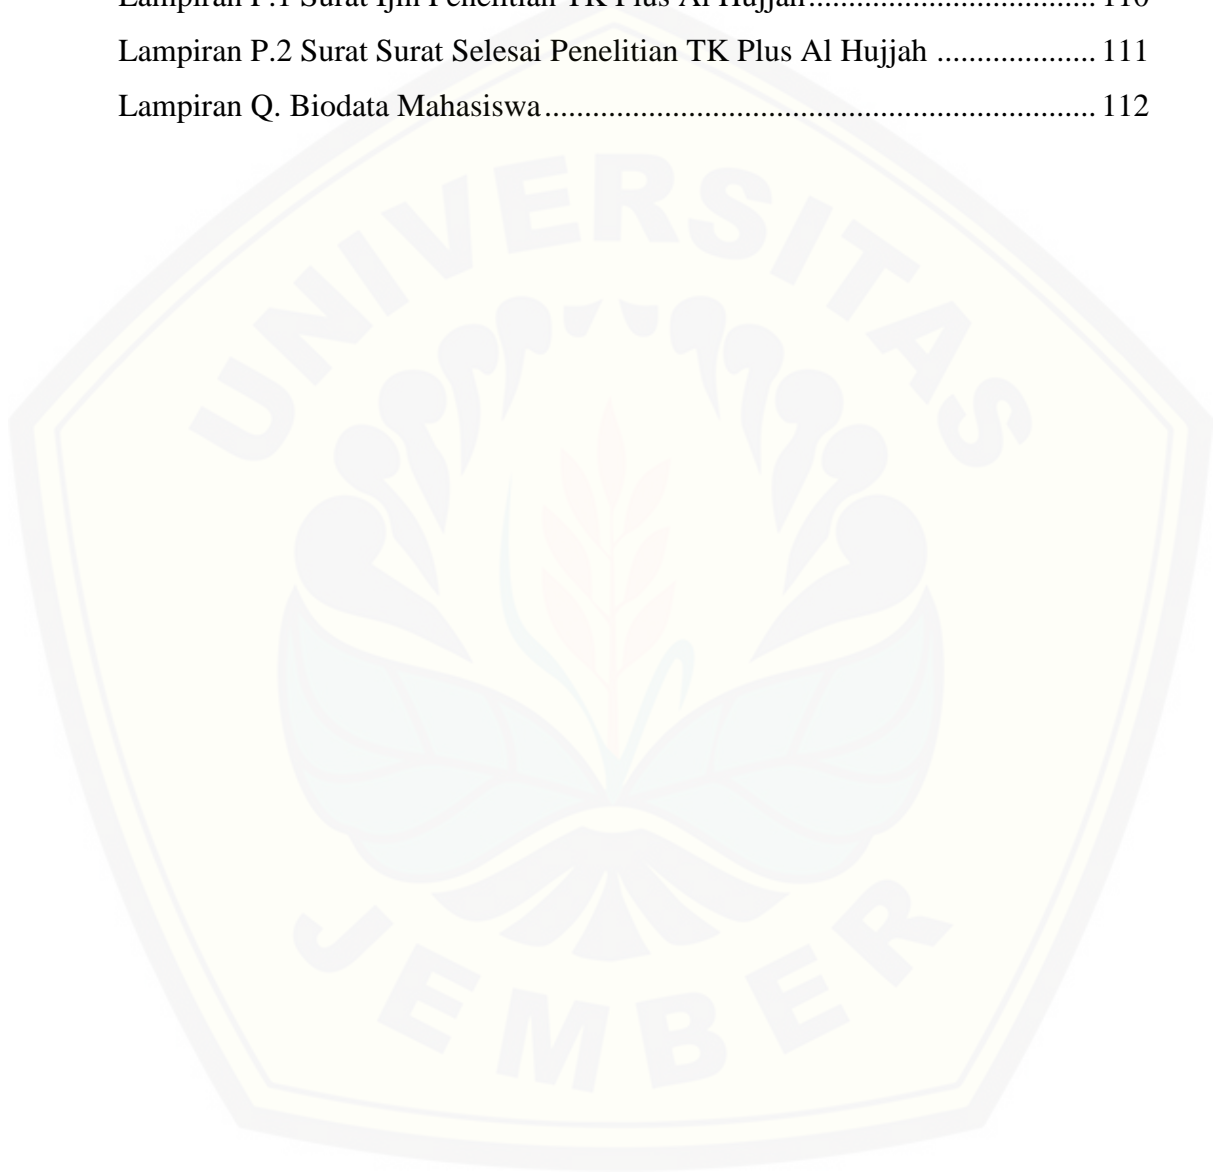 Lampiran P.1 Surat Ijin Penelitian TK Plus Al Hujjah.................................... 110
Lampiran P.2 Surat Surat Selesai Penelitian TK Plus Al Hujjah .................... 111
Lampiran Q. Biodata Mahasiswa..................................................................... 112
UNIVERSITAS
JEMBER